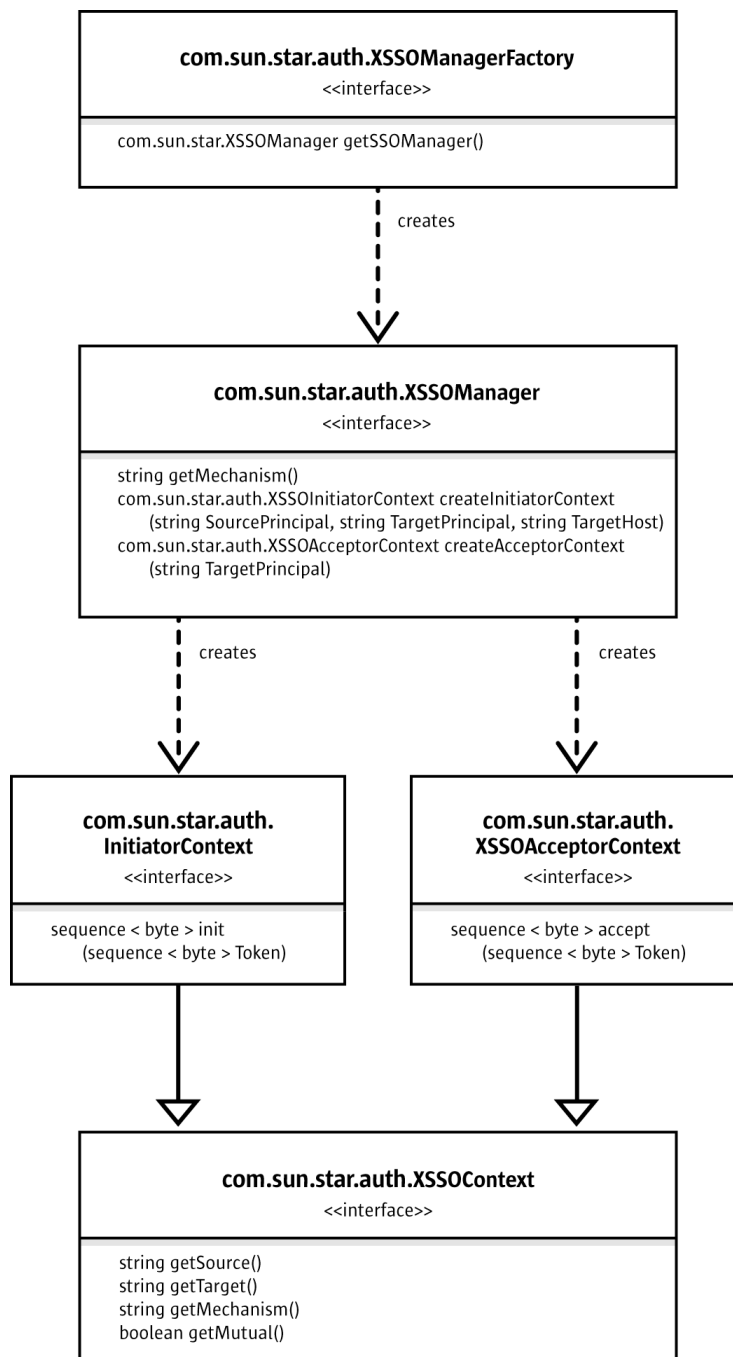 com.sun.star.auth.XSSOManagerFactory
<<interface>>
com.sun.star.XSSOManager getSSOManager()
creates
com.sun.star.auth.XSSOManager
<<interface>>
string getMechanism()
com.sun.star.auth.XSSOInitiatorContext createInitiatorContext
(string SourcePrincipal, string TargetPrincipal, string TargetHost)
com.sun.star.auth.XSSOAcceptorContext createAcceptorContext
(string TargetPrincipal)
creates
creates
com.sun.star.auth.
InitiatorContext
<<interface>>
sequence < byte > init
(sequence < byte > Token)
com.sun.star.auth.
XSSOAcceptorContext
<<interface>>
sequence < byte > accept
(sequence < byte > Token)
com.sun.star.auth.XSSOContext
<<interface>>
string getSource()
string getTarget()
string getMechanism()
boolean getMutual()